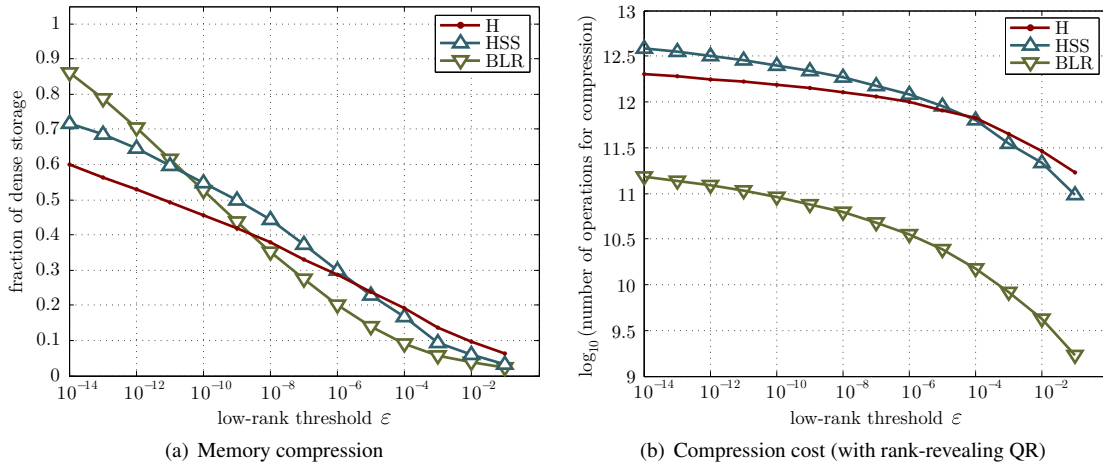 1
0.9
0.8
0.7
0.6
0.5
0.4
0.3
0.2
0.1
0
fraction of dense storage
H
HSS
BLR
10⁻¹⁴ 10⁻¹² 10⁻¹⁰ 10⁻⁸ 10⁻⁶ 10⁻⁴ 10⁻²
low-rank threshold ε
(a) Memory compression
13
12.5
12
11.5
11
10.5
10
9.5
9
log₁₀(number of operations for compression)
H
HSS
BLR
10⁻¹⁴ 10⁻¹² 10⁻¹⁰ 10⁻⁸ 10⁻⁶ 10⁻⁴ 10⁻²
low-rank threshold ε
(b) Compression cost (with rank-revealing QR)